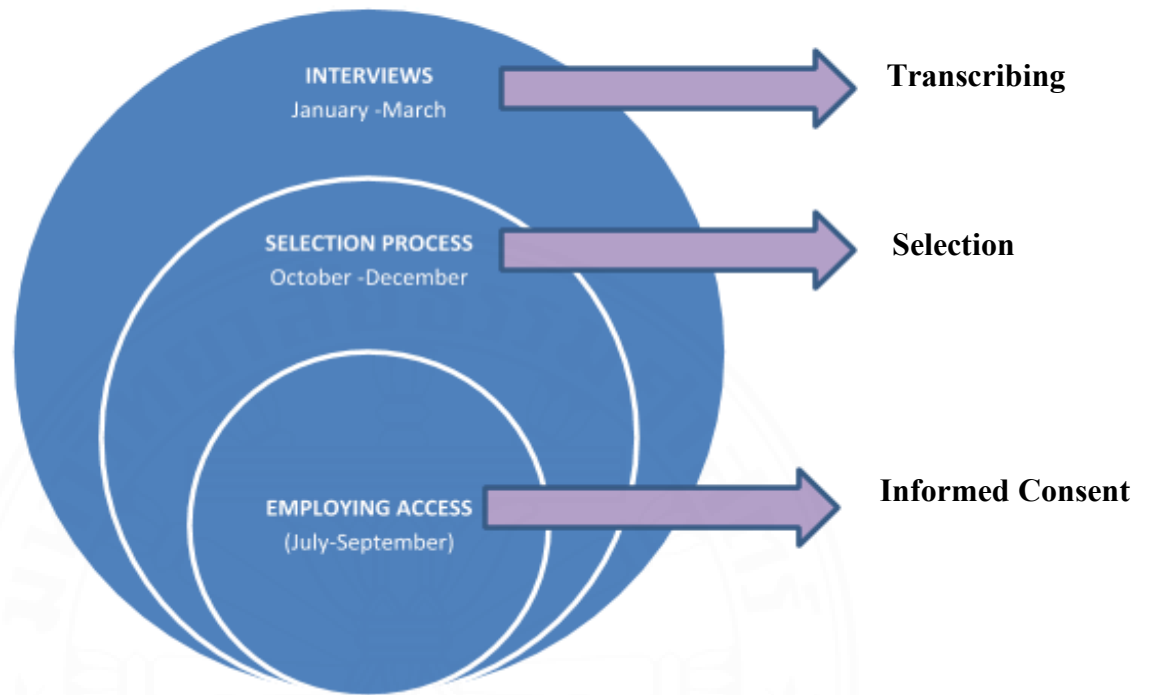 INTERVIEWS
January -March
Transcribing
SELECTION PROCESS
October -December
Selection
EMPLOYING ACCESS
(July-September)
Informed Consent